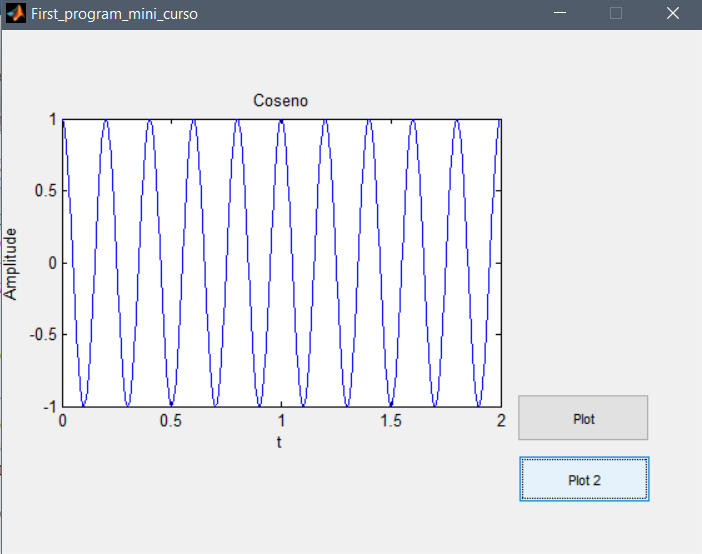 First_program_mini_curso
Coseno
1
0.5
0
-0.5
-1
Amplitude
0
0.5
1
1.5
2
t
Plot
Plot 2